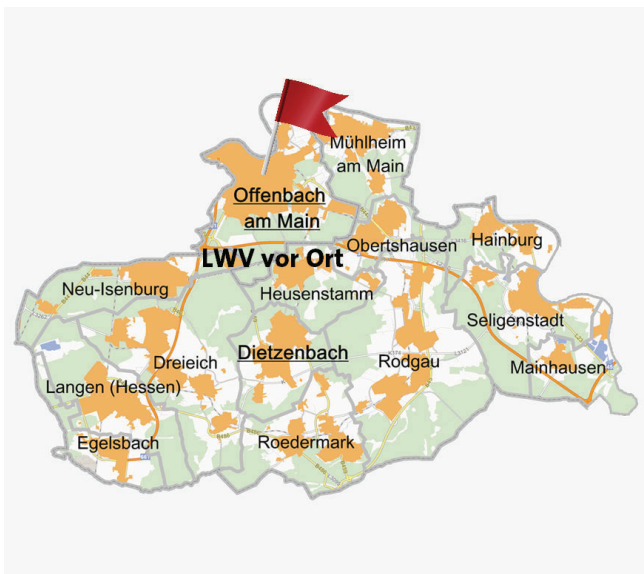 Mühlheim
am Main
Offenbach
am Main
Obertshausen
Hainburg
LWV vor Ort
Neu-Isenburg
Heusenstamm
Seligenstadt
Dietzenbach
Dreieich
Rodgau
Mainhausen
Langen (Hessen)
Egelsbach
Roedermark